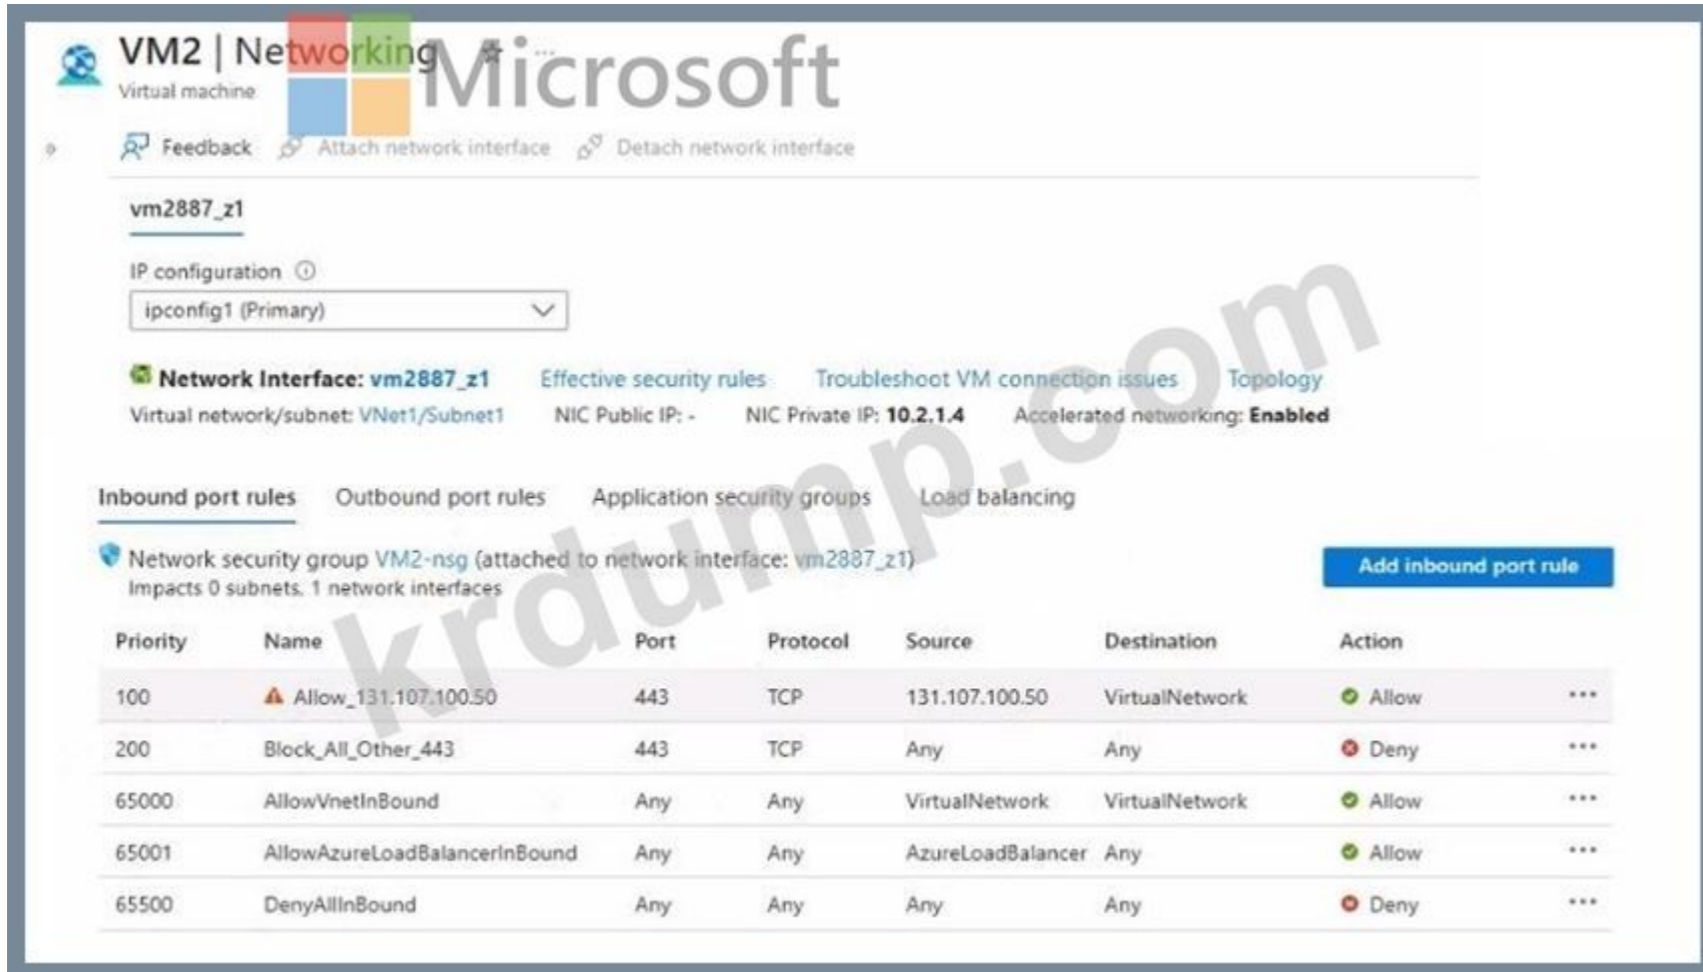 VM2 | Networking ☆ ...
Microsoft
Virtual machine
Feedback Attach network interface Detach network interface
vm2887_z1
IP configuration
ipconfig1 (Primary)
Network Interface: vm2887_z1 Effective security rules Troubleshoot VM connection issues Topology
Virtual network/subnet: VNet1/Subnet1 NIC Public IP: - NIC Private IP: 10.2.1.4 Accelerated networking: Enabled
Inbound port rules Outbound port rules Application security groups Load balancing
Network security group VM2-nsg (attached to network interface: vm2887_z1)
Impacts 0 subnets, 1 network interfaces
Add inbound port rule
Priority Name Port Protocol Source Destination Action
100 Allow_131.107.100.50 443 TCP 131.107.100.50 VirtualNetwork Allow ...
200 Block_All_Other_443 443 TCP Any Any Deny ...
65000 AllowVnetInBound Any Any VirtualNetwork VirtualNetwork Allow ...
65001 AllowAzureLoadBalancerInBound Any Any AzureLoadBalancer Any Allow ...
65500 DenyAllInBound Any Any Any Any Deny ...
krdump.com